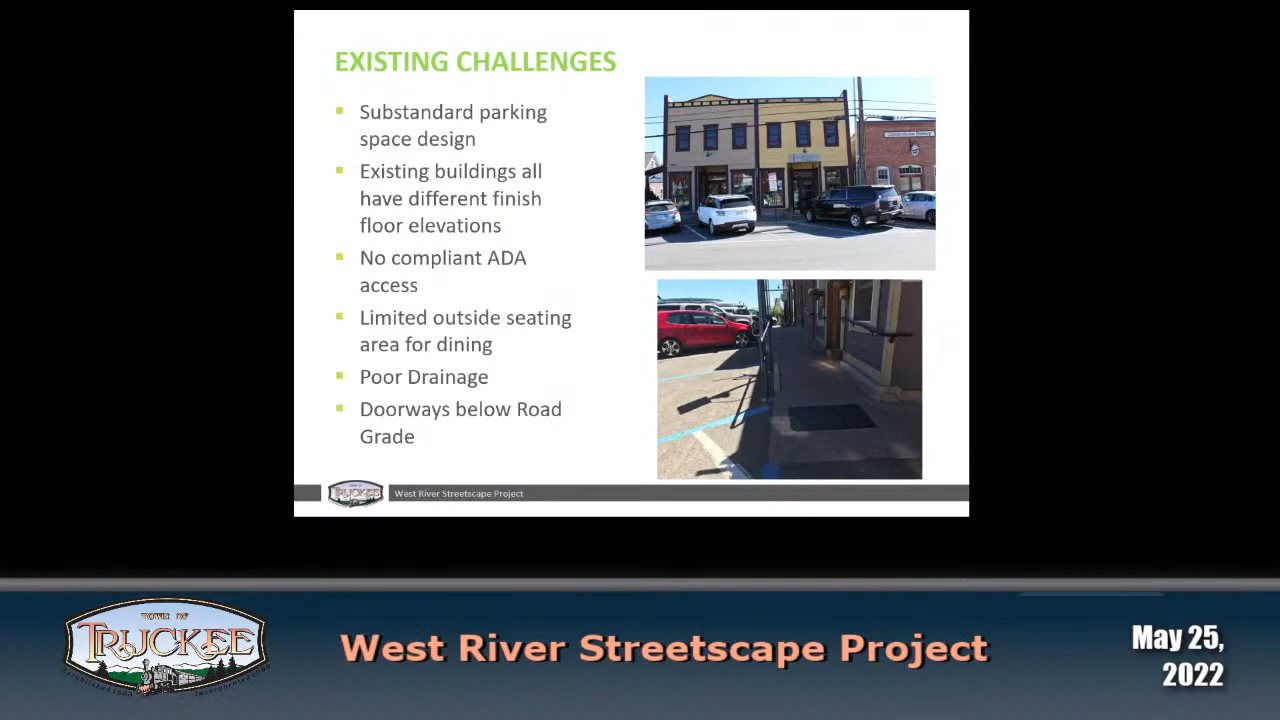 EXISTING CHALLENGES
Substandard parking
space design
Existing buildings all
have different finish
floor elevations
No compliant ADA
access
Limited outside seating
area for dining
Poor Drainage
Doorways below Road
Grade
TRUCKEE
West River Streetscape Project
TOWN OF
TRUCKEE
West River Streetscape Project
May 25,
2022